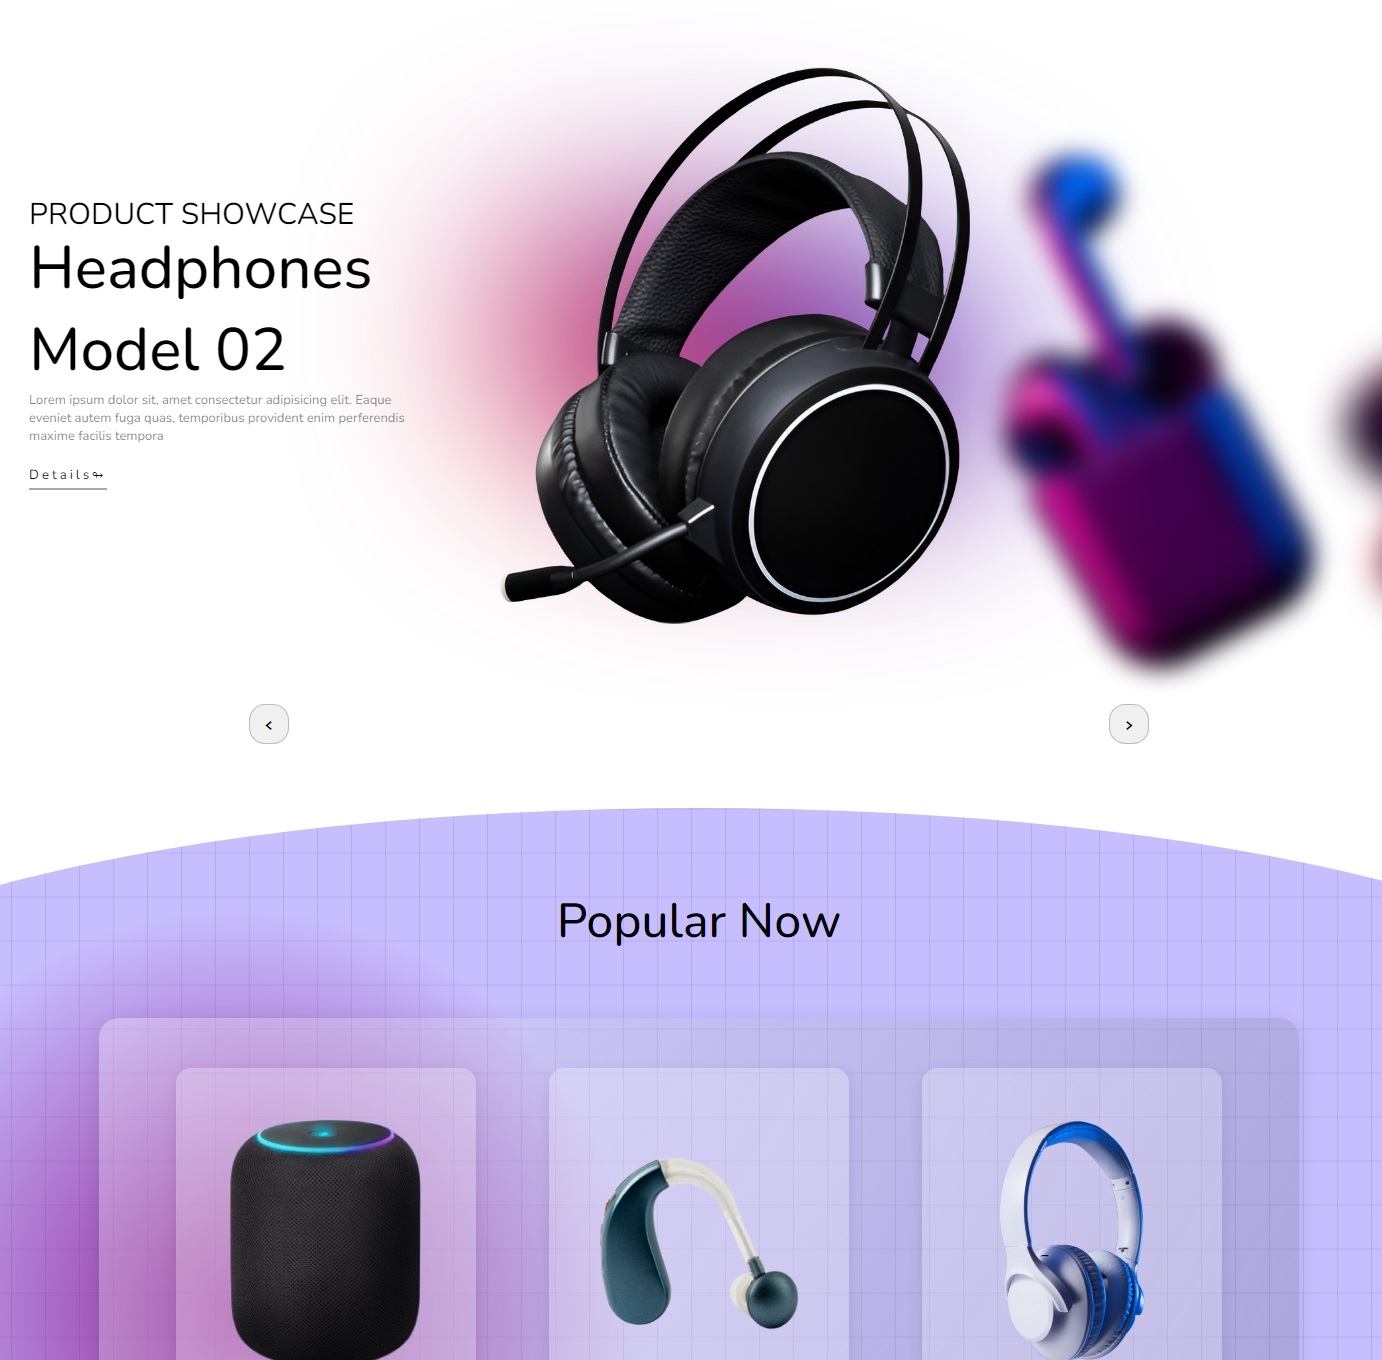 PRODUCT SHOWCASE
Headphones
Model 02
Lorem ipsum dolor sit, amet consectetur adipisicing elit. Eaque
eveniet autem fuga quas, temporibus provident enim perferendis
maxime facilis tempora
Details↬
‹ ›
Popular Now